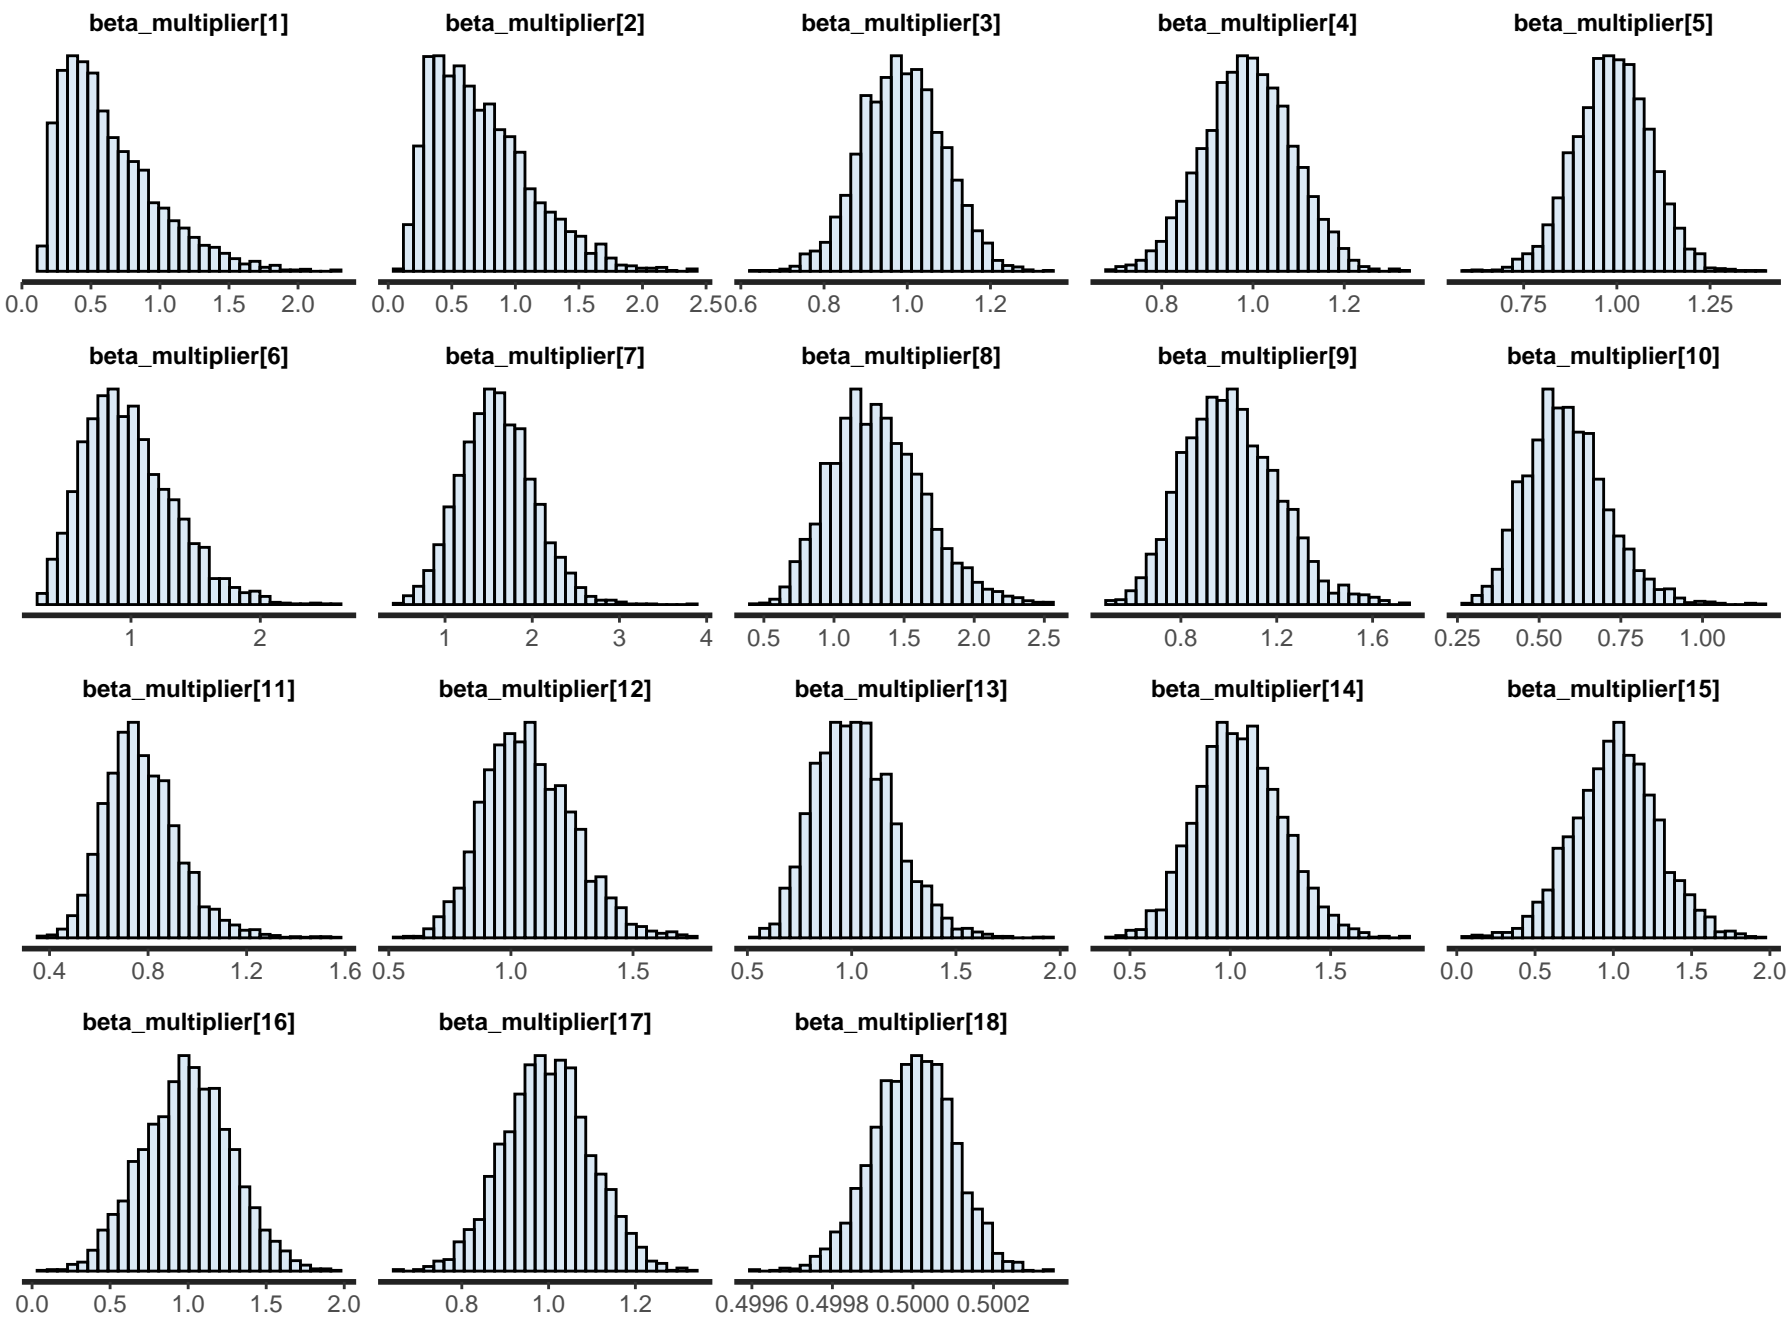 beta_multiplier[1] beta_multiplier[2] beta_multiplier[3] beta_multiplier[4] beta_multiplier[5]
0.0 0.5 1.0 1.5 2.0 0.0 0.5 1.0 1.5 2.0 2.5 0.6 0.8 1.0 1.2 0.8 1.0 1.2 0.75 1.00 1.25
beta_multiplier[6] beta_multiplier[7] beta_multiplier[8] beta_multiplier[9] beta_multiplier[10]
1 2 1 2 3 4 0.5 1.0 1.5 2.0 2.5 0.8 1.2 1.6 0.25 0.50 0.75 1.00
beta_multiplier[11] beta_multiplier[12] beta_multiplier[13] beta_multiplier[14] beta_multiplier[15]
0.4 0.8 1.2 1.6 0.5 1.0 1.5 0.5 1.0 1.5 2.0 0.5 1.0 1.5 0.0 0.5 1.0 1.5 2.0
beta_multiplier[16] beta_multiplier[17] beta_multiplier[18]
0.0 0.5 1.0 1.5 2.0 0.8 1.0 1.2 0.4996 0.4998 0.5000 0.5002